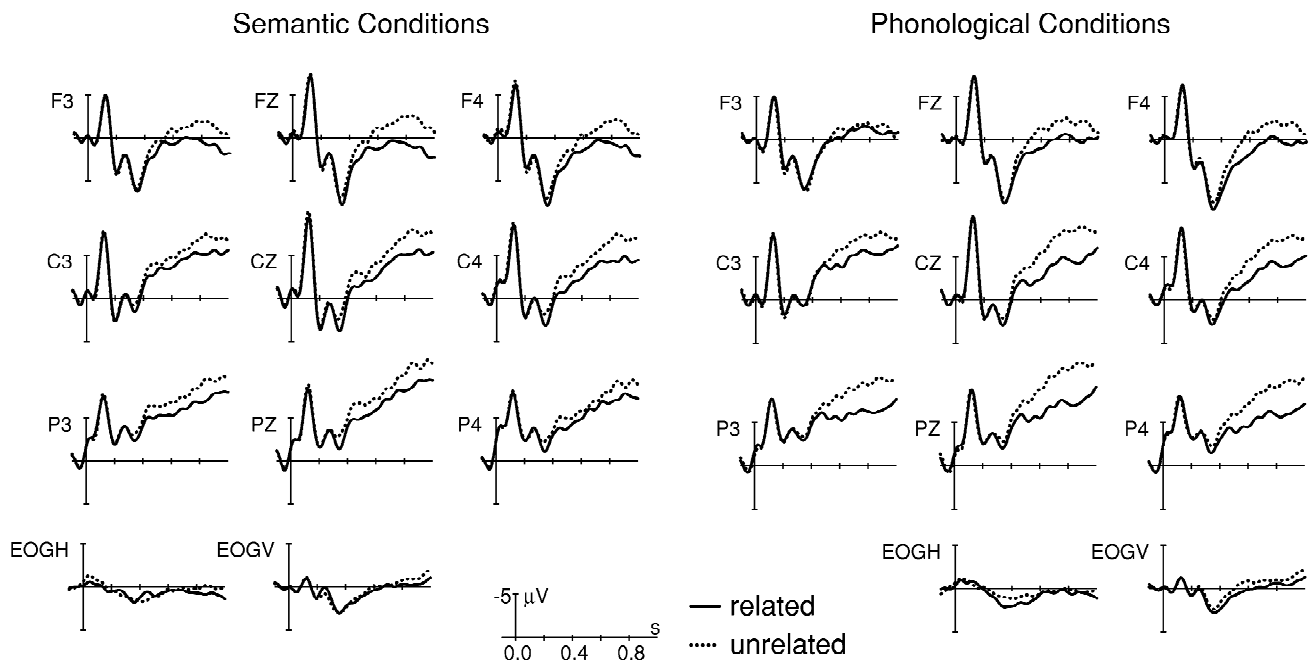 Semantic Conditions
Phonological Conditions
F3 FZ F4
F3 FZ F4
C3 CZ C4
C3 CZ C4
P3 PZ P4
P3 PZ P4
EOGH EOGV
EOGH EOGV
-5 µV
s
0.0 0.4 0.8
related
unrelated